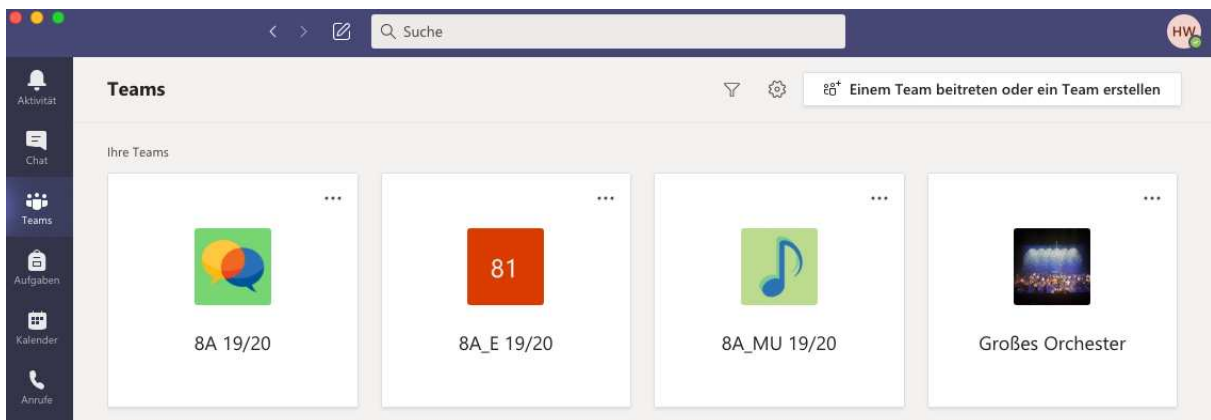 Suche
HW
Aktivität
Chat
Teams
Aufgaben
Kalender
Anrufe
Teams
Einem Team beitreten oder ein Team erstellen
Ihre Teams
81
8A 19/20
8A_E 19/20
8A_MU 19/20
Großes Orchester